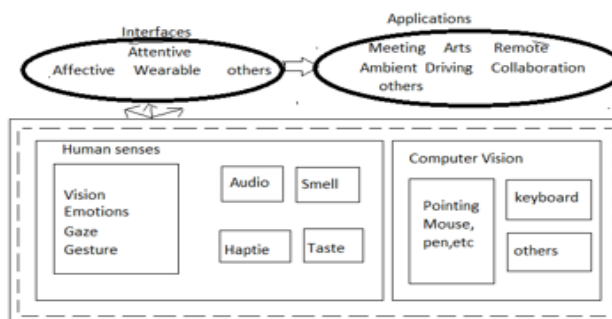 Interfaces
Attentive
Affective Wearable others
Applications
Meeting Arts Remote
Ambient Driving Collaboration
others
Human senses
Vision
Emotions
Gaze
Gesture
Audio
Smell
Haptie
Taste
Computer Vision
Pointing
Mouse,
pen,etc
keyboard
others